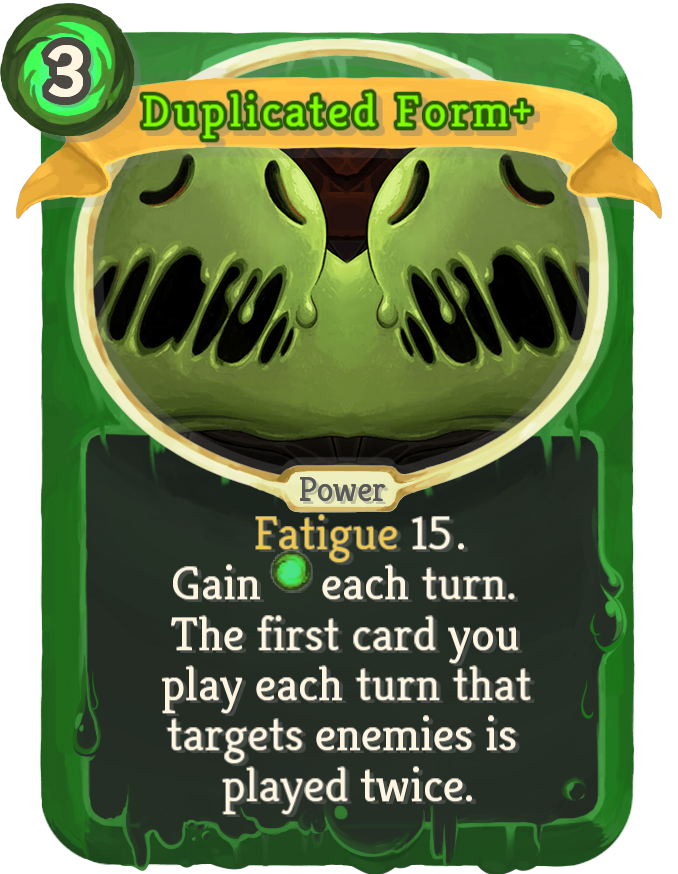 3
Duplicated Form+
Power
Fatigue 15.
Gain each turn.
The first card you
play each turn that
targets enemies is
played twice.